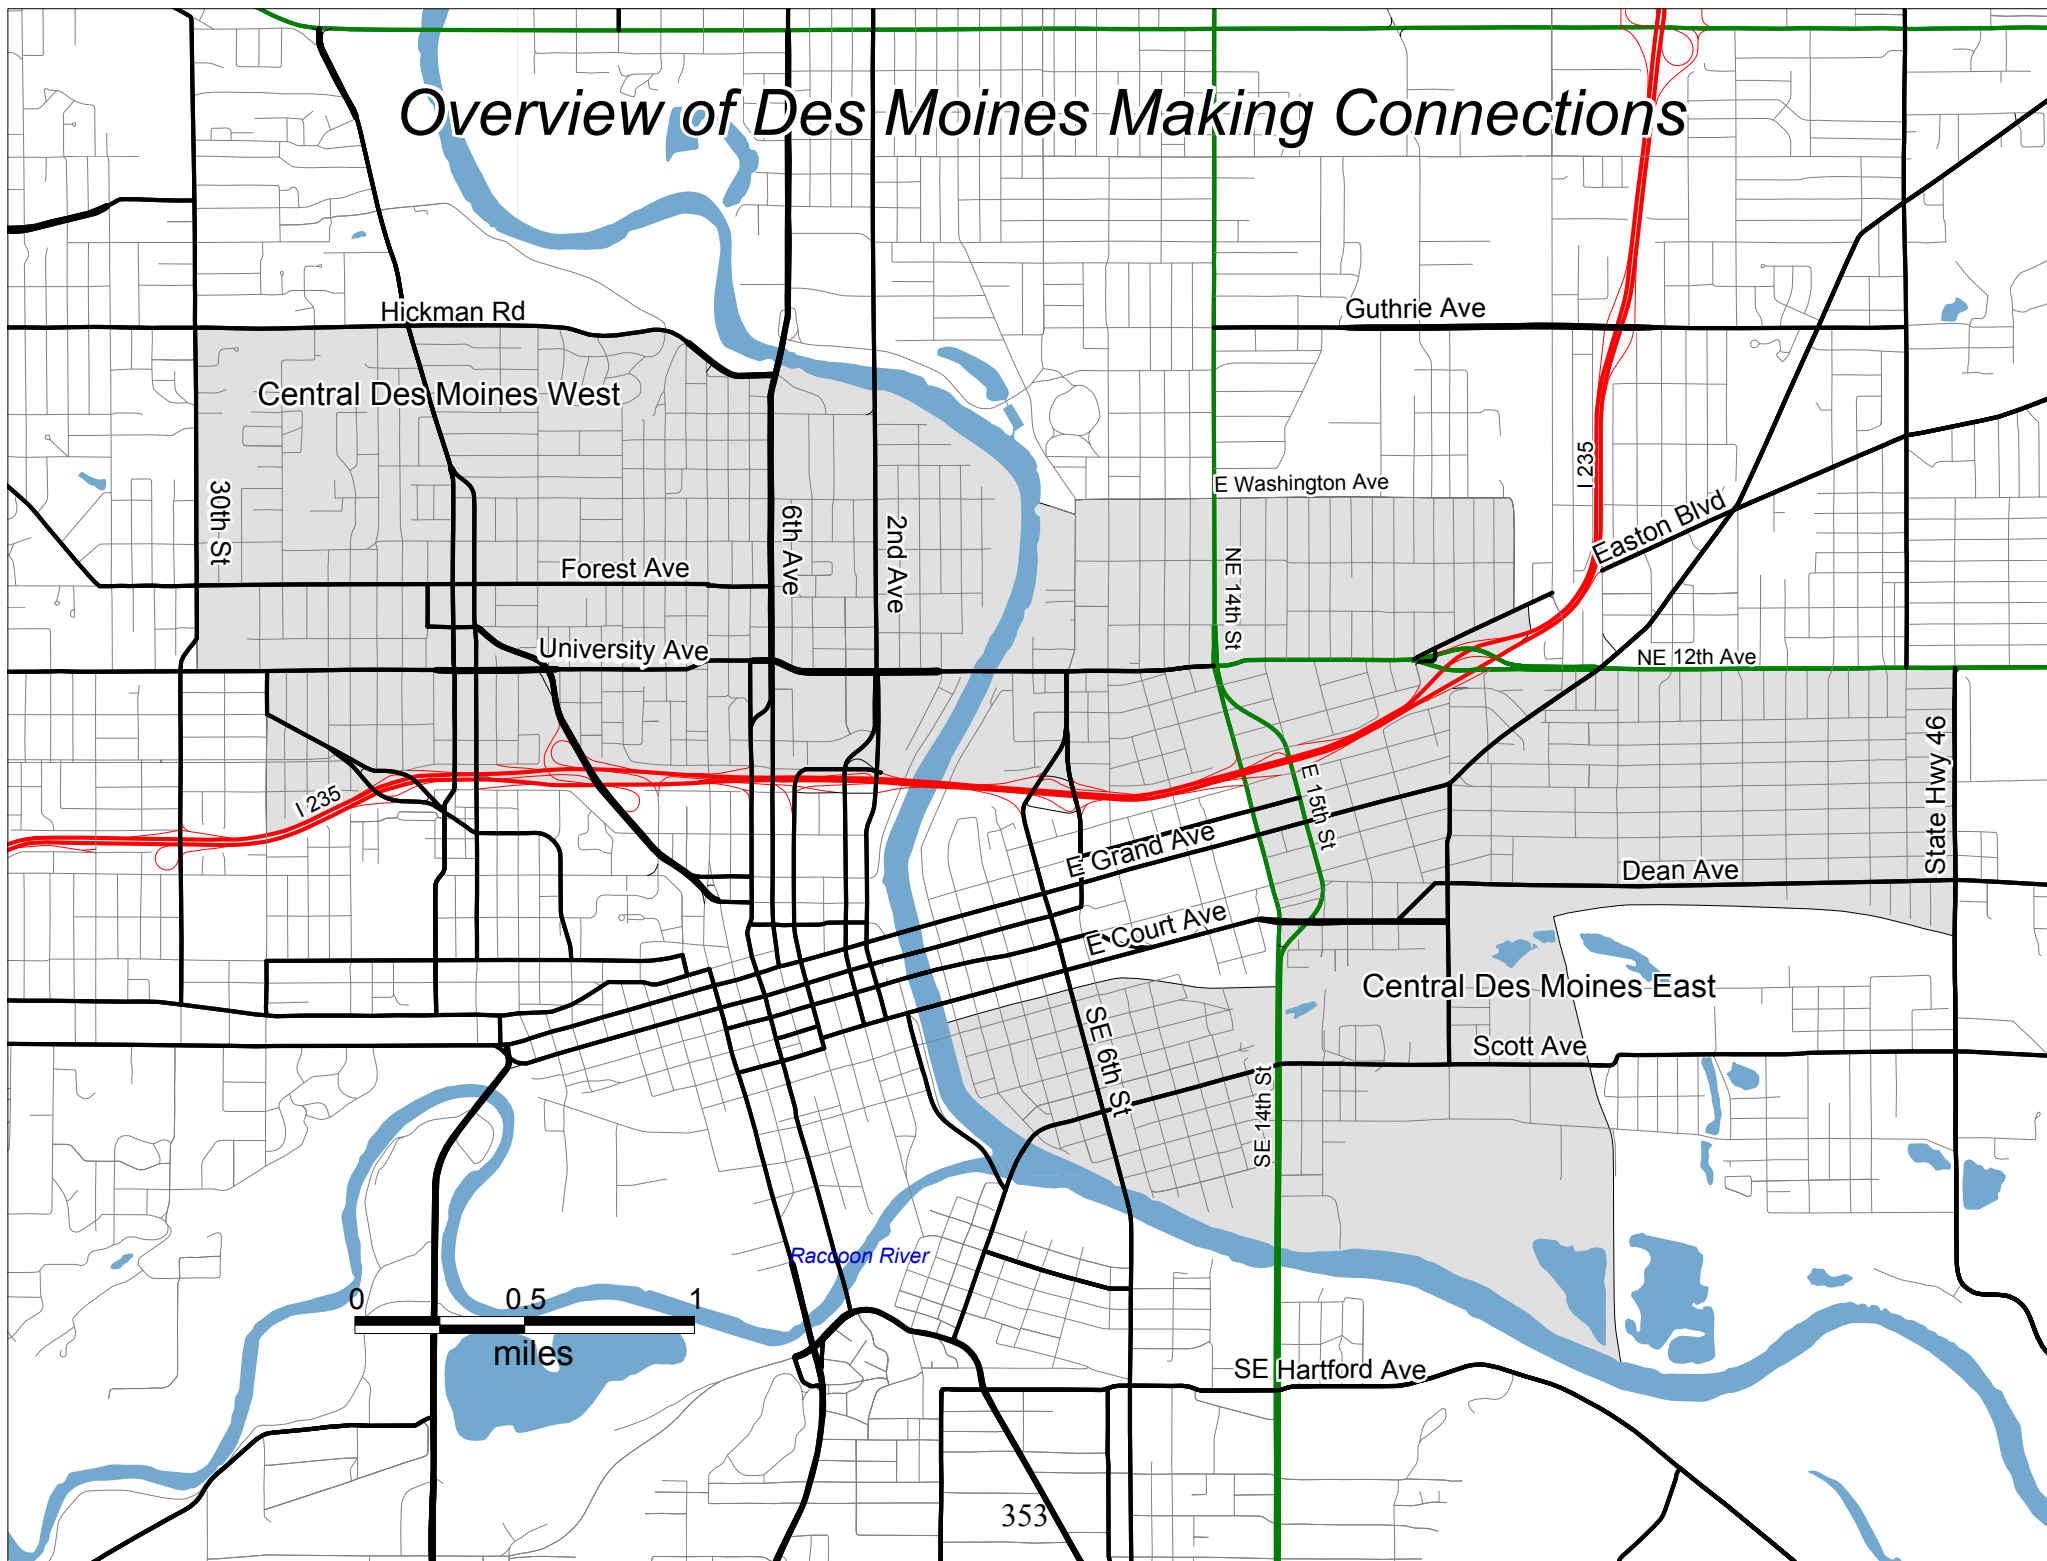 Overview of Des Moines Making Connections
Hickman Rd
Guthrie Ave
Central Des Moines West
I 235
E Washington Ave
30th St
6th Ave
2nd Ave
Easton Blvd
NE 14th St
Forest Ave
University Ave
NE 12th Ave
I 235
E 15th St
State Hwy 46
E Grand Ave
Dean Ave
E Court Ave
Central Des Moines East
SE 6th St
Scott Ave
SE 14th St
Raccoon River
0 0.5 1
miles
SE Hartford Ave
353